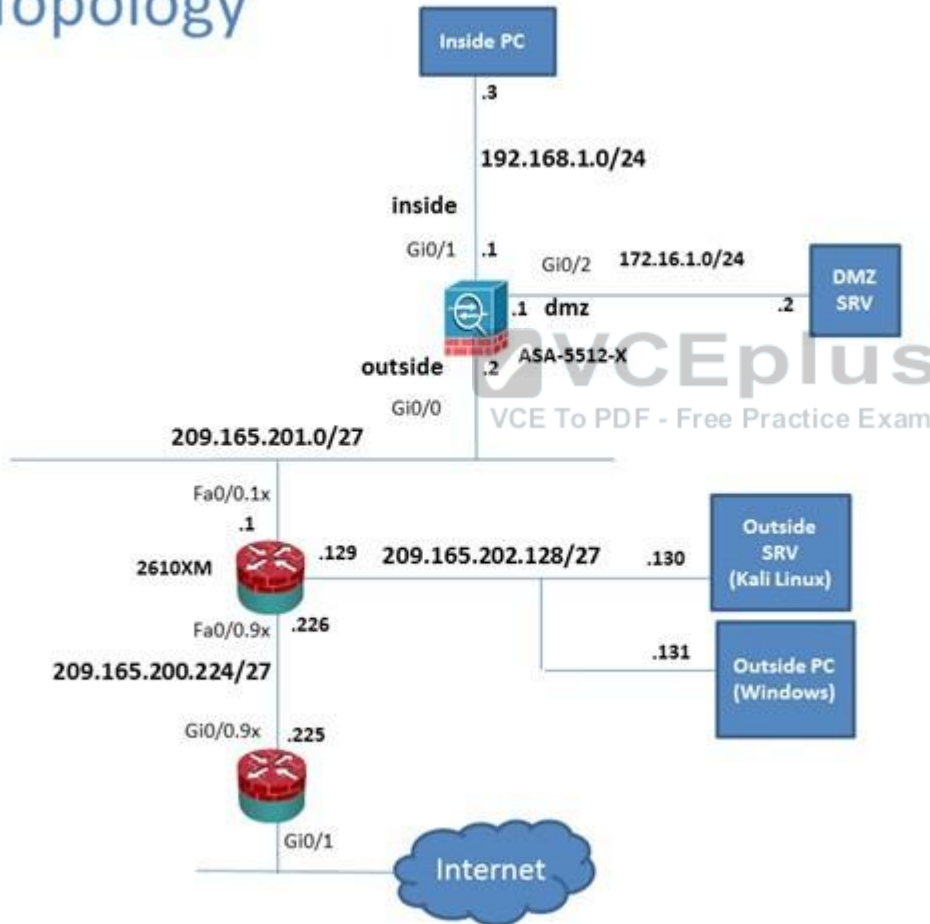 Topology
Inside PC
.3
192.168.1.0/24
inside
Gi0/1 .1
Gi0/2 172.16.1.0/24
DMZ
SRV
.1 dmz
.2
ASA-5512-X
outside
.2
VCEplus
Gi0/0
VCE To PDF - Free Practice Exam
209.165.201.0/27
Fa0/0.1x
.1
Outside
SRV
(Kali Linux)
.129
209.165.202.128/27
.130
2610XM
Fa0/0.9x
.226
.131
Outside PC
(Windows)
209.165.200.224/27
Gi0/0.9x
.225
Gi0/1
Internet